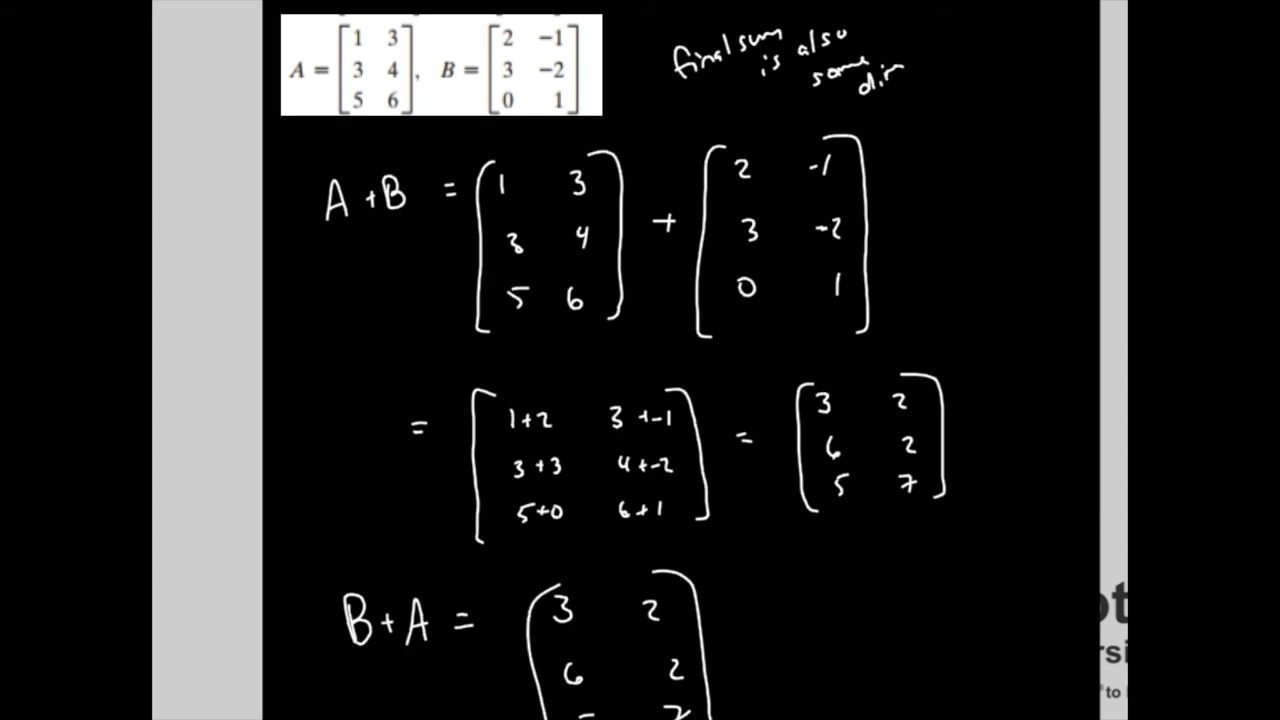 A = [1 3; 3 4; 5 6], B = [2 -1; 3 -2; 0 1]
final sum
is also
same
dim
A + B = [1 3; 3 4; 5 6] + [2 -1; 3 -2; 0 1]
= [1+2 3+-1; 3+3 4+-2; 5+0 6+1] = [3 2; 6 2; 5 7]
B + A = [3 2
6 2
7
to